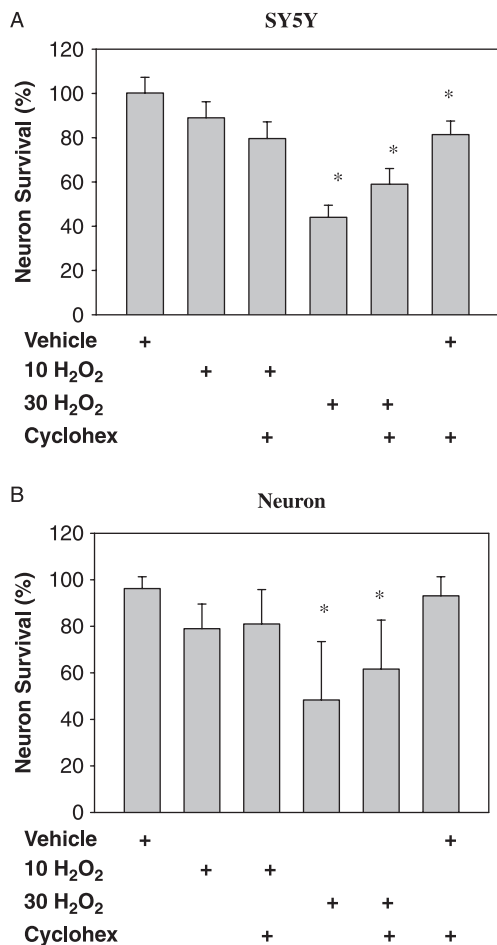 A
SY5Y
120
100
80
60
40
20
0
Neuron Survival (%)
*
*
*
Vehicle + +
10 H₂O₂ + +
30 H₂O₂ + +
Cyclohex + + +
B
Neuron
120
100
80
60
40
20
0
Neuron Survival (%)
*
*
Vehicle + +
10 H₂O₂ + +
30 H₂O₂ + +
Cyclohex + + +